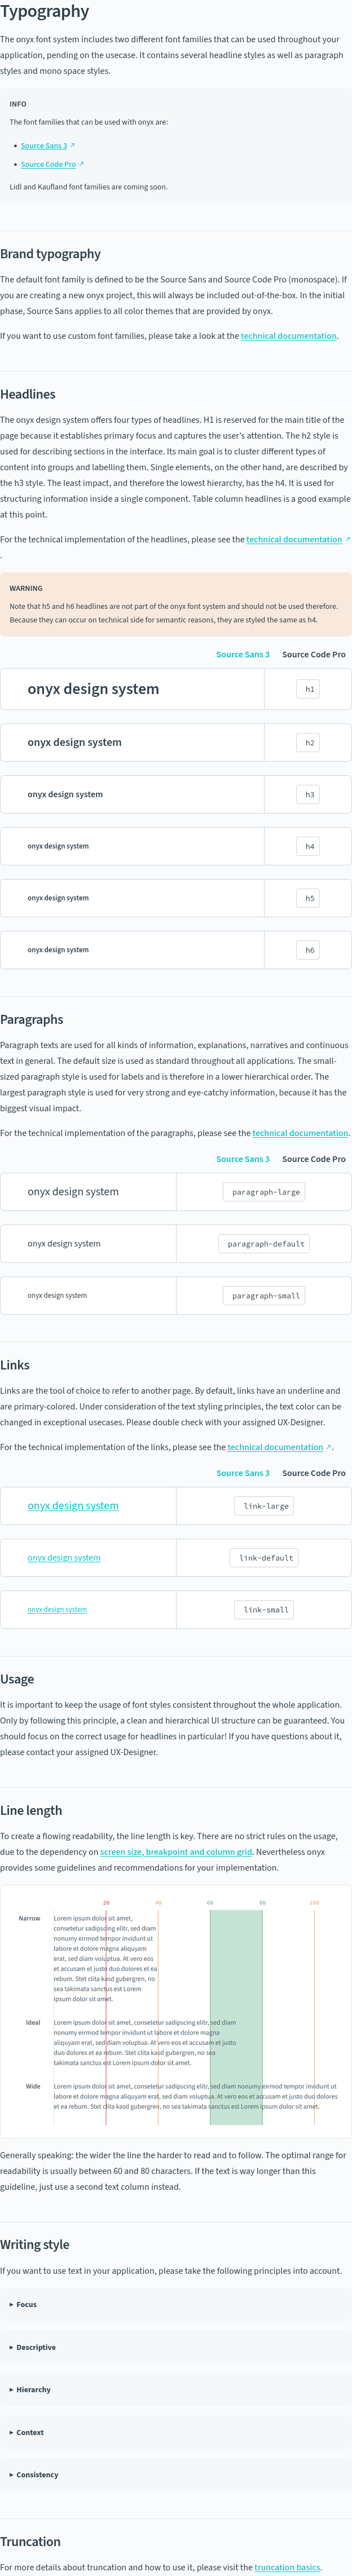 Typography
The onyx font system includes two different font families that can be used throughout your
application, pending on the usecase. It contains several headline styles as well as paragraph
styles and mono space styles.
INFO
The font families that can be used with onyx are:
• Source Sans 3 ↗
• Source Code Pro ↗
Lidl and Kaufland font families are coming soon.
Brand typography
The default font family is defined to be the Source Sans and Source Code Pro (monospace). If
you are creating a new onyx project, this will always be included out-of-the-box. In the initial
phase, Source Sans applies to all color themes that are provided by onyx.
If you want to use custom font families, please take a look at the technical documentation.
Headlines
The onyx design system offers four types of headlines. H1 is reserved for the main title of the
page because it establishes primary focus and captures the user's attention. The h2 style is
used for describing sections in the interface. Its main goal is to cluster different types of
content into groups and labelling them. Single elements, on the other hand, are described by
the h3 style. The least impact, and therefore the lowest hierarchy, has the h4. It is used for
structuring information inside a single component. Table column headlines is a good example
at this point.
For the technical implementation of the headlines, please see the technical documentation ↗
.
WARNING
Note that h5 and h6 headlines are not part of the onyx font system and should not be used therefore.
Because they can occur on technical side for semantic reasons, they are styled the same as h4.
Source Sans 3 Source Code Pro
onyx design system h1
onyx design system h2
onyx design system h3
onyx design system h4
onyx design system h5
onyx design system h6
Paragraphs
Paragraph texts are used for all kinds of information, explanations, narratives and continuous
text in general. The default size is used as standard throughout all applications. The small-
sized paragraph style is used for labels and is therefore in a lower hierarchical order. The
largest paragraph style is used for very strong and eye-catchy information, because it has the
biggest visual impact.
For the technical implementation of the paragraphs, please see the technical documentation.
Source Sans 3 Source Code Pro
onyx design system paragraph-large
onyx design system paragraph-default
onyx design system paragraph-small
Links
Links are the tool of choice to refer to another page. By default, links have an underline and
are primary-colored. Under consideration of the text styling principles, the text color can be
changed in exceptional usecases. Please double check with your assigned UX-Designer.
For the technical implementation of the links, please see the technical documentation ↗.
Source Sans 3 Source Code Pro
onyx design system link-large
onyx design system link-default
onyx design system link-small
Usage
It is important to keep the usage of font styles consistent throughout the whole application.
Only by following this principle, a clean and hierarchical UI structure can be guaranteed. You
should focus on the correct usage for headlines in particular! If you have questions about it,
please contact your assigned UX-Designer.
Line length
To create a flowing readability, the line length is key. There are no strict rules on the usage,
due to the dependency on screen size, breakpoint and column grid. Nevertheless onyx
provides some guidelines and recommendations for your implementation.
20 40 60 80 100
Narrow Lorem ipsum dolor sit amet,
consetetur sadipscing elitr, sed diam
nonumy eirmod tempor invidunt ut
labore et dolore magna aliquyam
erat, sed diam voluptua. At vero eos
et accusam et justo duo dolores et ea
rebum. Stet clita kasd gubergren, no
sea takimata sanctus est Lorem
ipsum dolor sit amet.
Ideal Lorem ipsum dolor sit amet, consetetur sadipscing elitr, sed diam
nonumy eirmod tempor invidunt ut labore et dolore magna
aliquyam erat, sed diam voluptua. At vero eos et accusam et justo
duo dolores et ea rebum. Stet clita kasd gubergren, no sea
takimata sanctus est Lorem ipsum dolor sit amet.
Wide Lorem ipsum dolor sit amet, consetetur sadipscing elitr, sed diam nonumy eirmod tempor invidunt ut
labore et dolore magna aliquyam erat, sed diam voluptua. At vero eos et accusam et justo duo dolores
et ea rebum. Stet clita kasd gubergren, no sea takimata sanctus est Lorem ipsum dolor sit amet.
Generally speaking: the wider the line the harder to read and to follow. The optimal range for
readability is usually between 60 and 80 characters. If the text is way longer than this
guideline, just use a second text column instead.
Writing style
If you want to use text in your application, please take the following principles into account.
▸ Focus
▸ Descriptive
▸ Hierarchy
▸ Context
▸ Consistency
Truncation
For more details about truncation and how to use it, please visit the truncation basics.